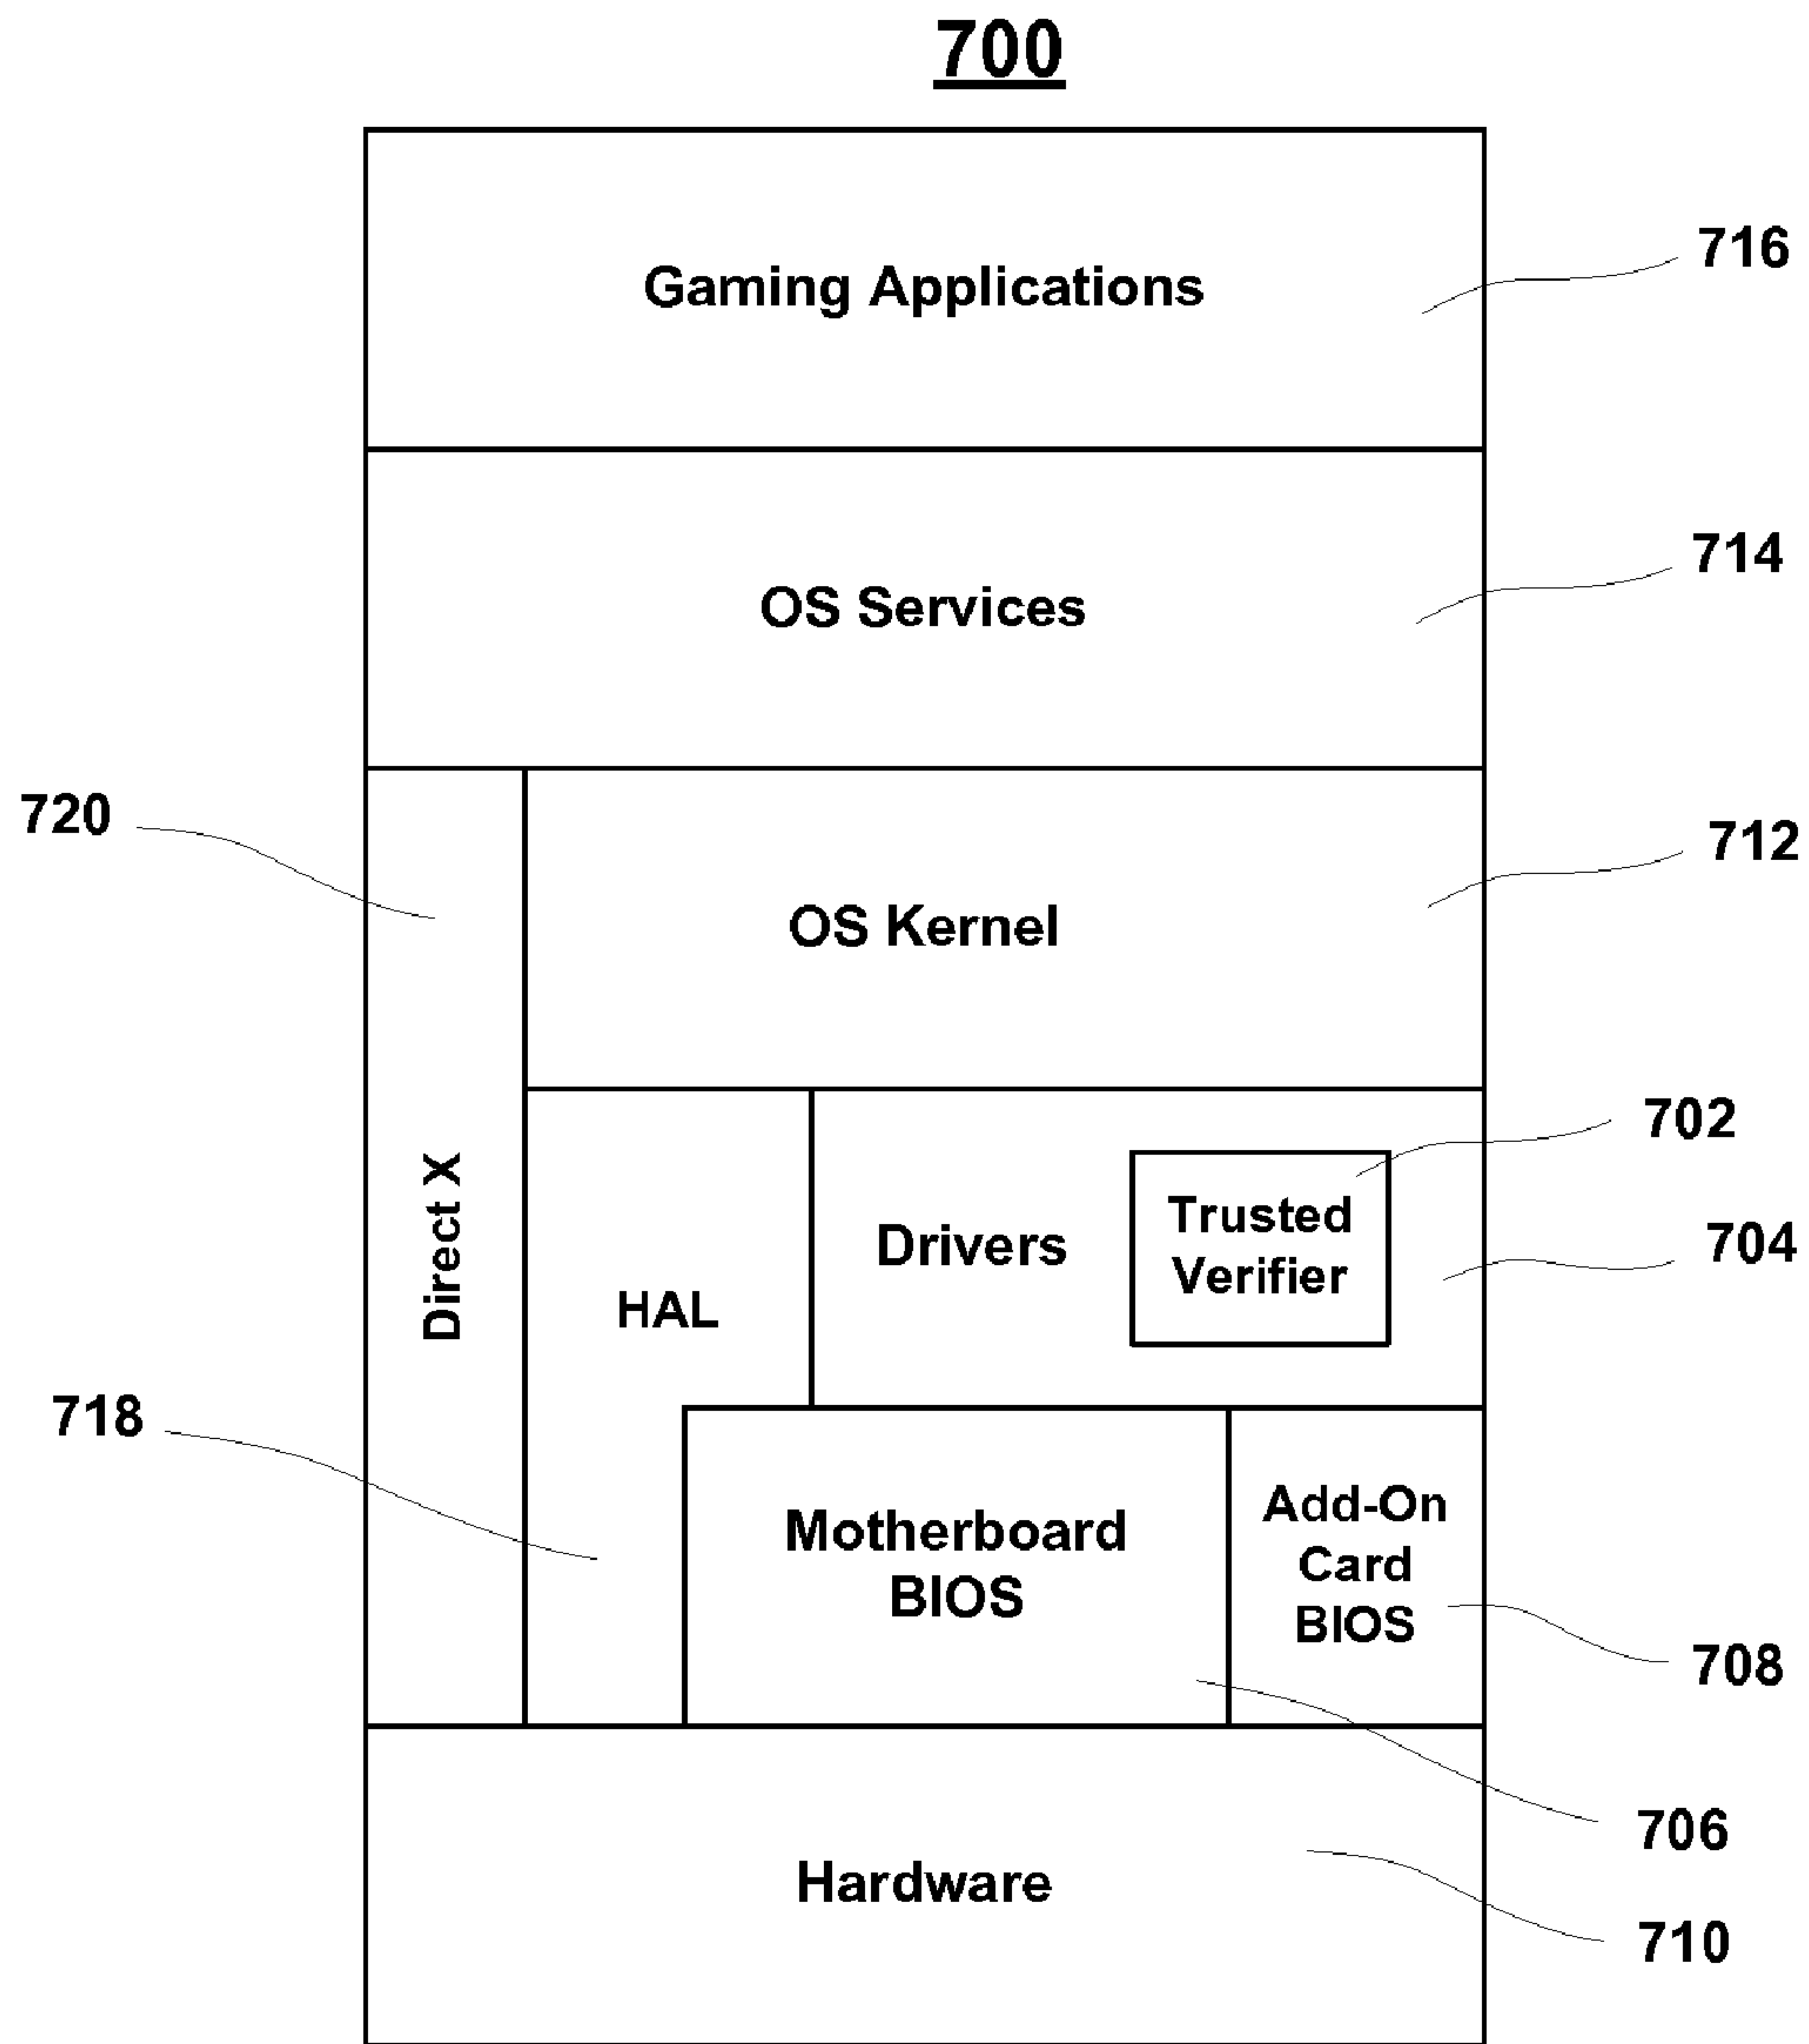 700
Gaming Applications
716
OS Services
714
720
OS Kernel
712
Direct X
HAL
Drivers
Trusted
Verifier
702
704
718
Motherboard
BIOS
Add-On
Card
BIOS
708
706
Hardware
710